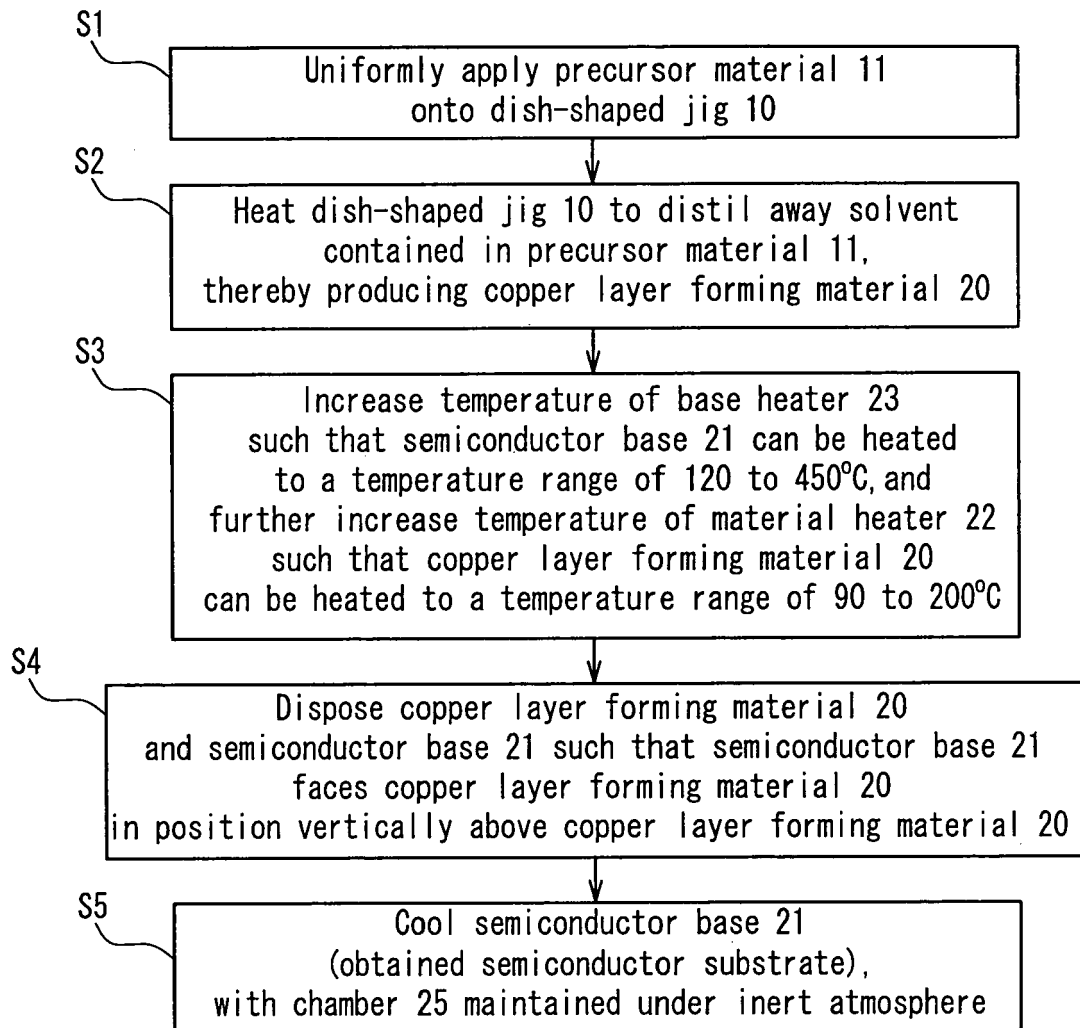 S1
Uniformly apply precursor material 11
onto dish-shaped jig 10
S2
Heat dish-shaped jig 10 to distil away solvent
contained in precursor material 11,
thereby producing copper layer forming material 20
S3
Increase temperature of base heater 23
such that semiconductor base 21 can be heated
to a temperature range of 120 to 450°C, and
further increase temperature of material heater 22
such that copper layer forming material 20
can be heated to a temperature range of 90 to 200°C
S4
Dispose copper layer forming material 20
and semiconductor base 21 such that semiconductor base 21
faces copper layer forming material 20
in position vertically above copper layer forming material 20
S5
Cool semiconductor base 21
(obtained semiconductor substrate),
with chamber 25 maintained under inert atmosphere